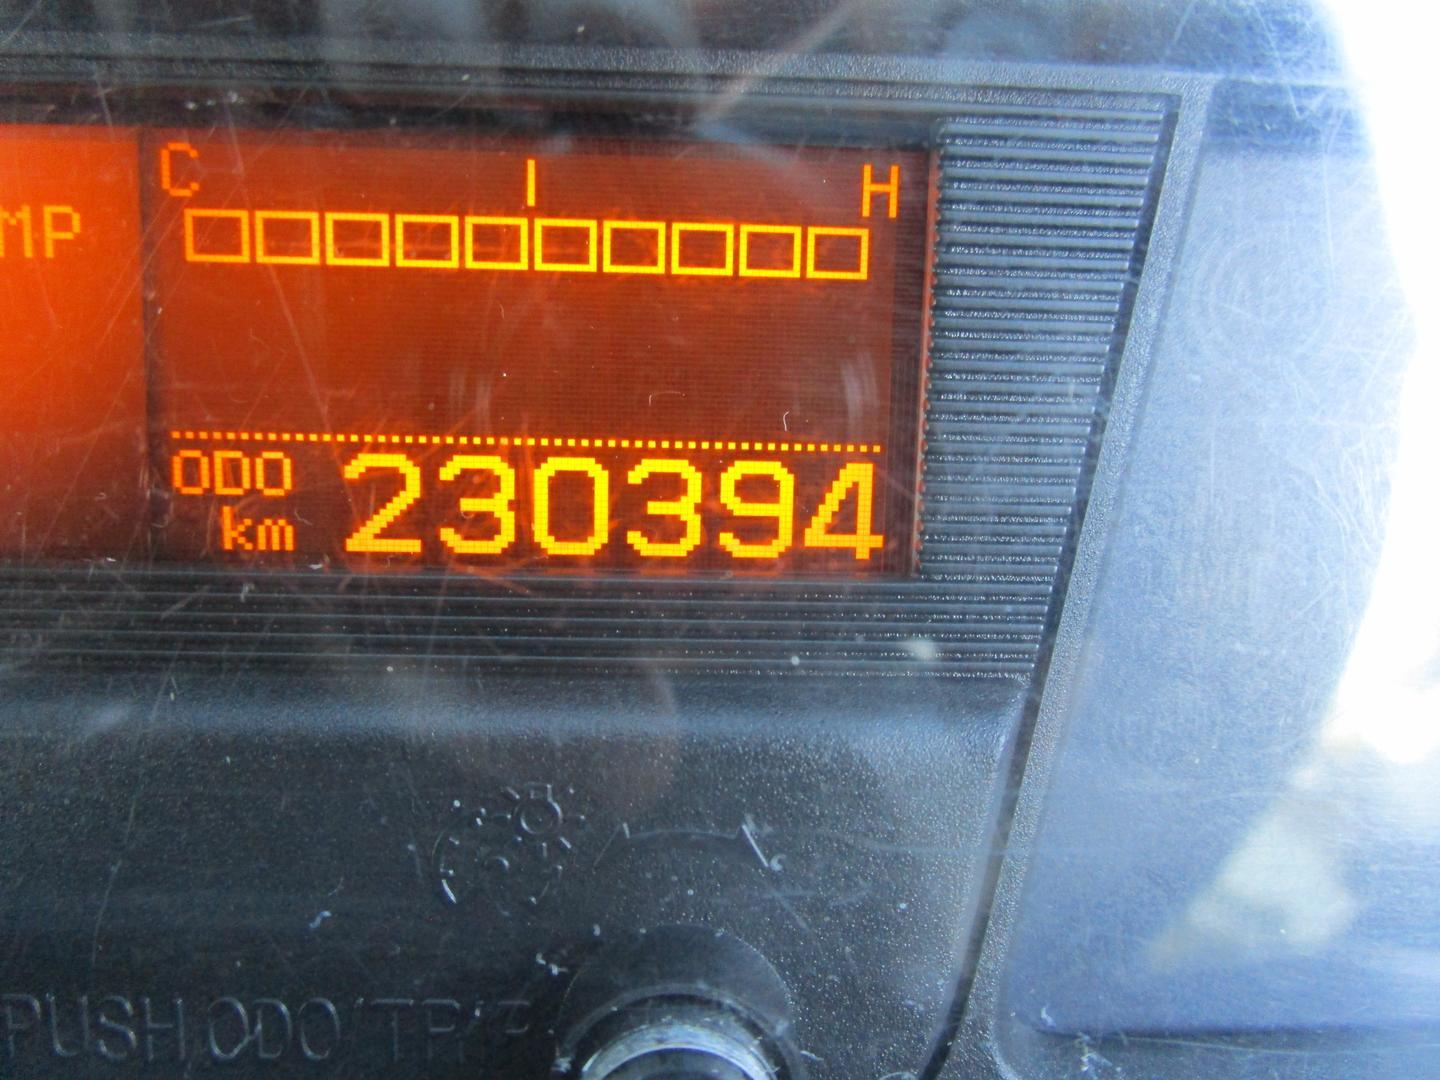 C H
MP
ODO 230394
km
PUSH ODO/TRIP